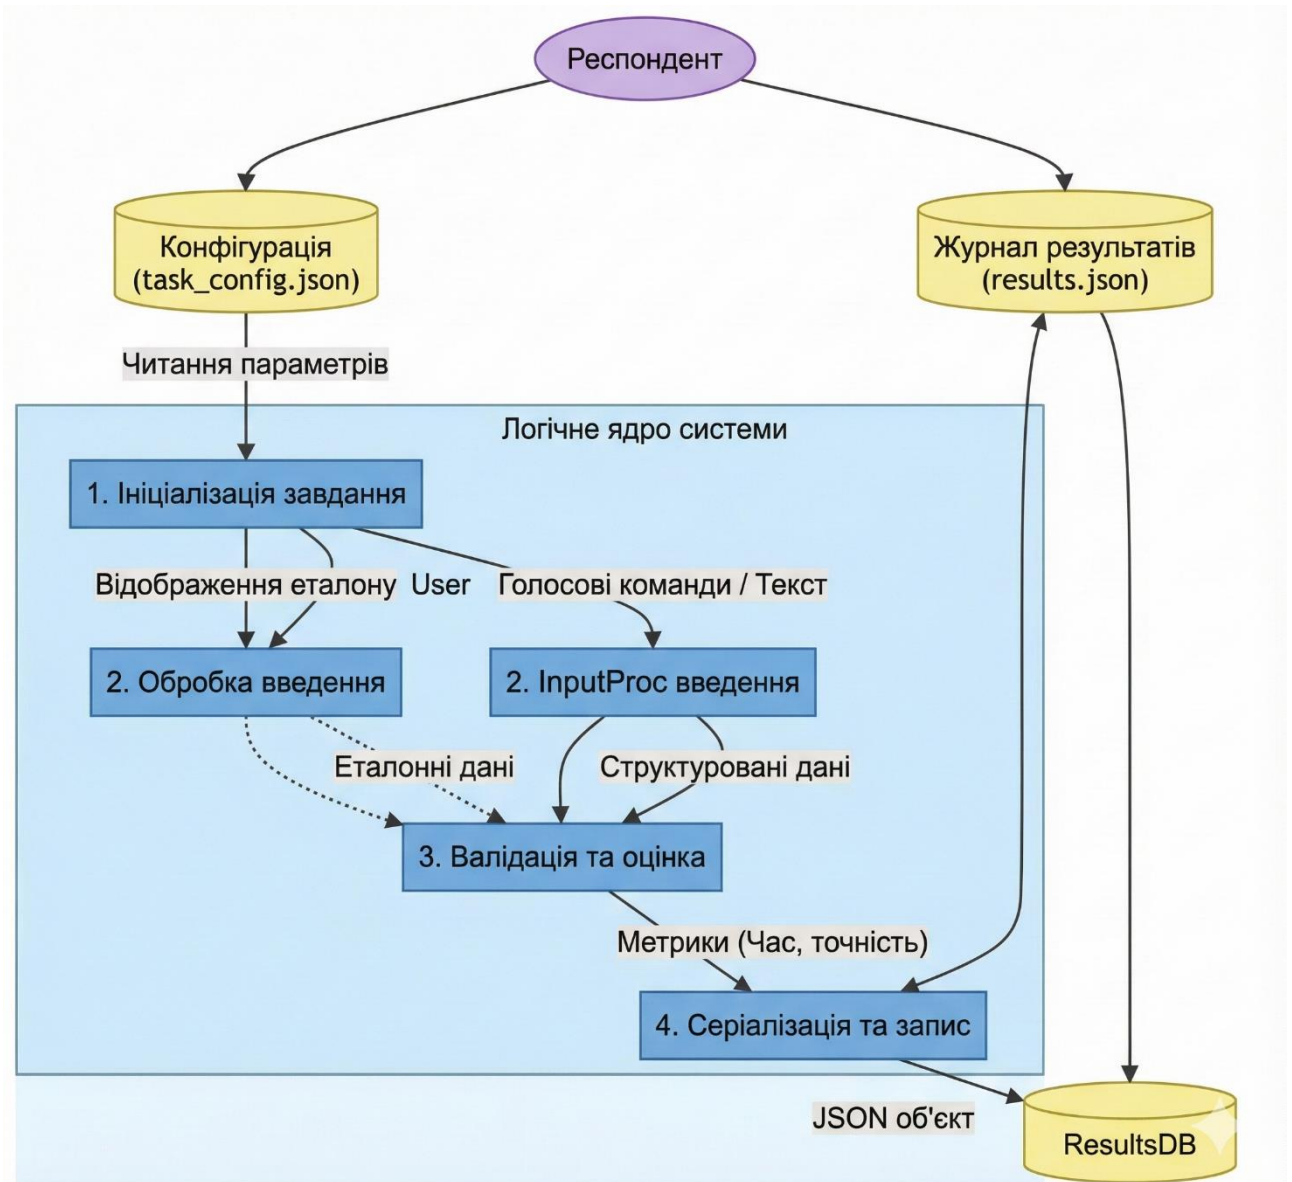 Респондент
Конфігурація
(task_config.json)
Журнал результатів
(results.json)
Читання параметрів
Логічне ядро системи
1. Ініціалізація завдання
Відображення еталону
User
Голосові команди / Текст
2. Обробка введення
2. InputProc введення
Еталонні дані
Структуровані дані
3. Валідація та оцінка
Метрики (Час, точність)
4. Серіалізація та запис
JSON об'єкт
ResultsDB